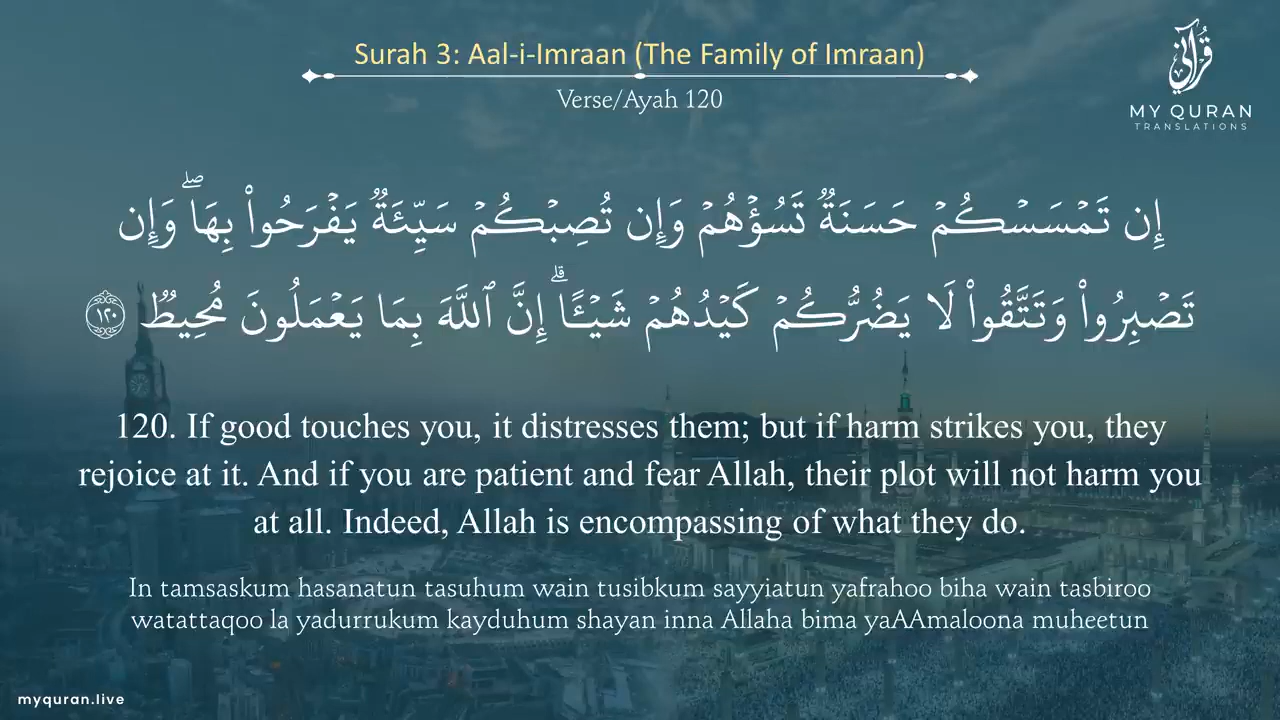 Surah 3: Aal-i-Imraan (The Family of Imraan)
Verse/Ayah 120
قرآني
MY QURAN
TRANSLATIONS
إِن تَمۡسَسۡكُمۡ حَسَنَةٞ تَسُؤۡهُمۡ وَإِن تُصِبۡكُمۡ سَيِّئَةٞ يَفۡرَحُواْ بِهَاۖ وَإِن
تَصۡبِرُواْ وَتَتَّقُواْ لَا يَضُرُّكُمۡ كَيۡدُهُمۡ شَيۡـًٔاۗ إِنَّ ٱللَّهَ بِمَا يَعۡمَلُونَ مُحِيطٞ ١٢٠
120. If good touches you, it distresses them; but if harm strikes you, they
rejoice at it. And if you are patient and fear Allah, their plot will not harm you
at all. Indeed, Allah is encompassing of what they do.
In tamsaskum hasanatun tasuhum wain tusibkum sayyiatun yafrahoo biha wain tasbiroo
watattaqoo la yadurrukum kayduhum shayan inna Allaha bima yaAAmaloona muheetun
myquran.live